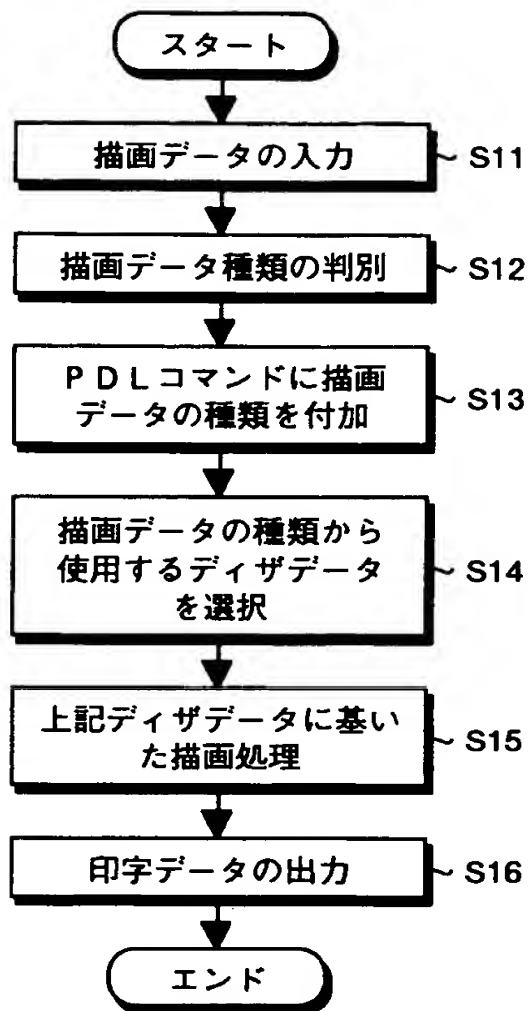 スタート
描画データの入力
S11
描画データ種類の判別
S12
PDLコマンドに描画
データの種類を付加
S13
描画データの種類から
使用するディザデータ
を選択
S14
上記ディザデータに基い
た描画処理
S15
印字データの出力
S16
エンド